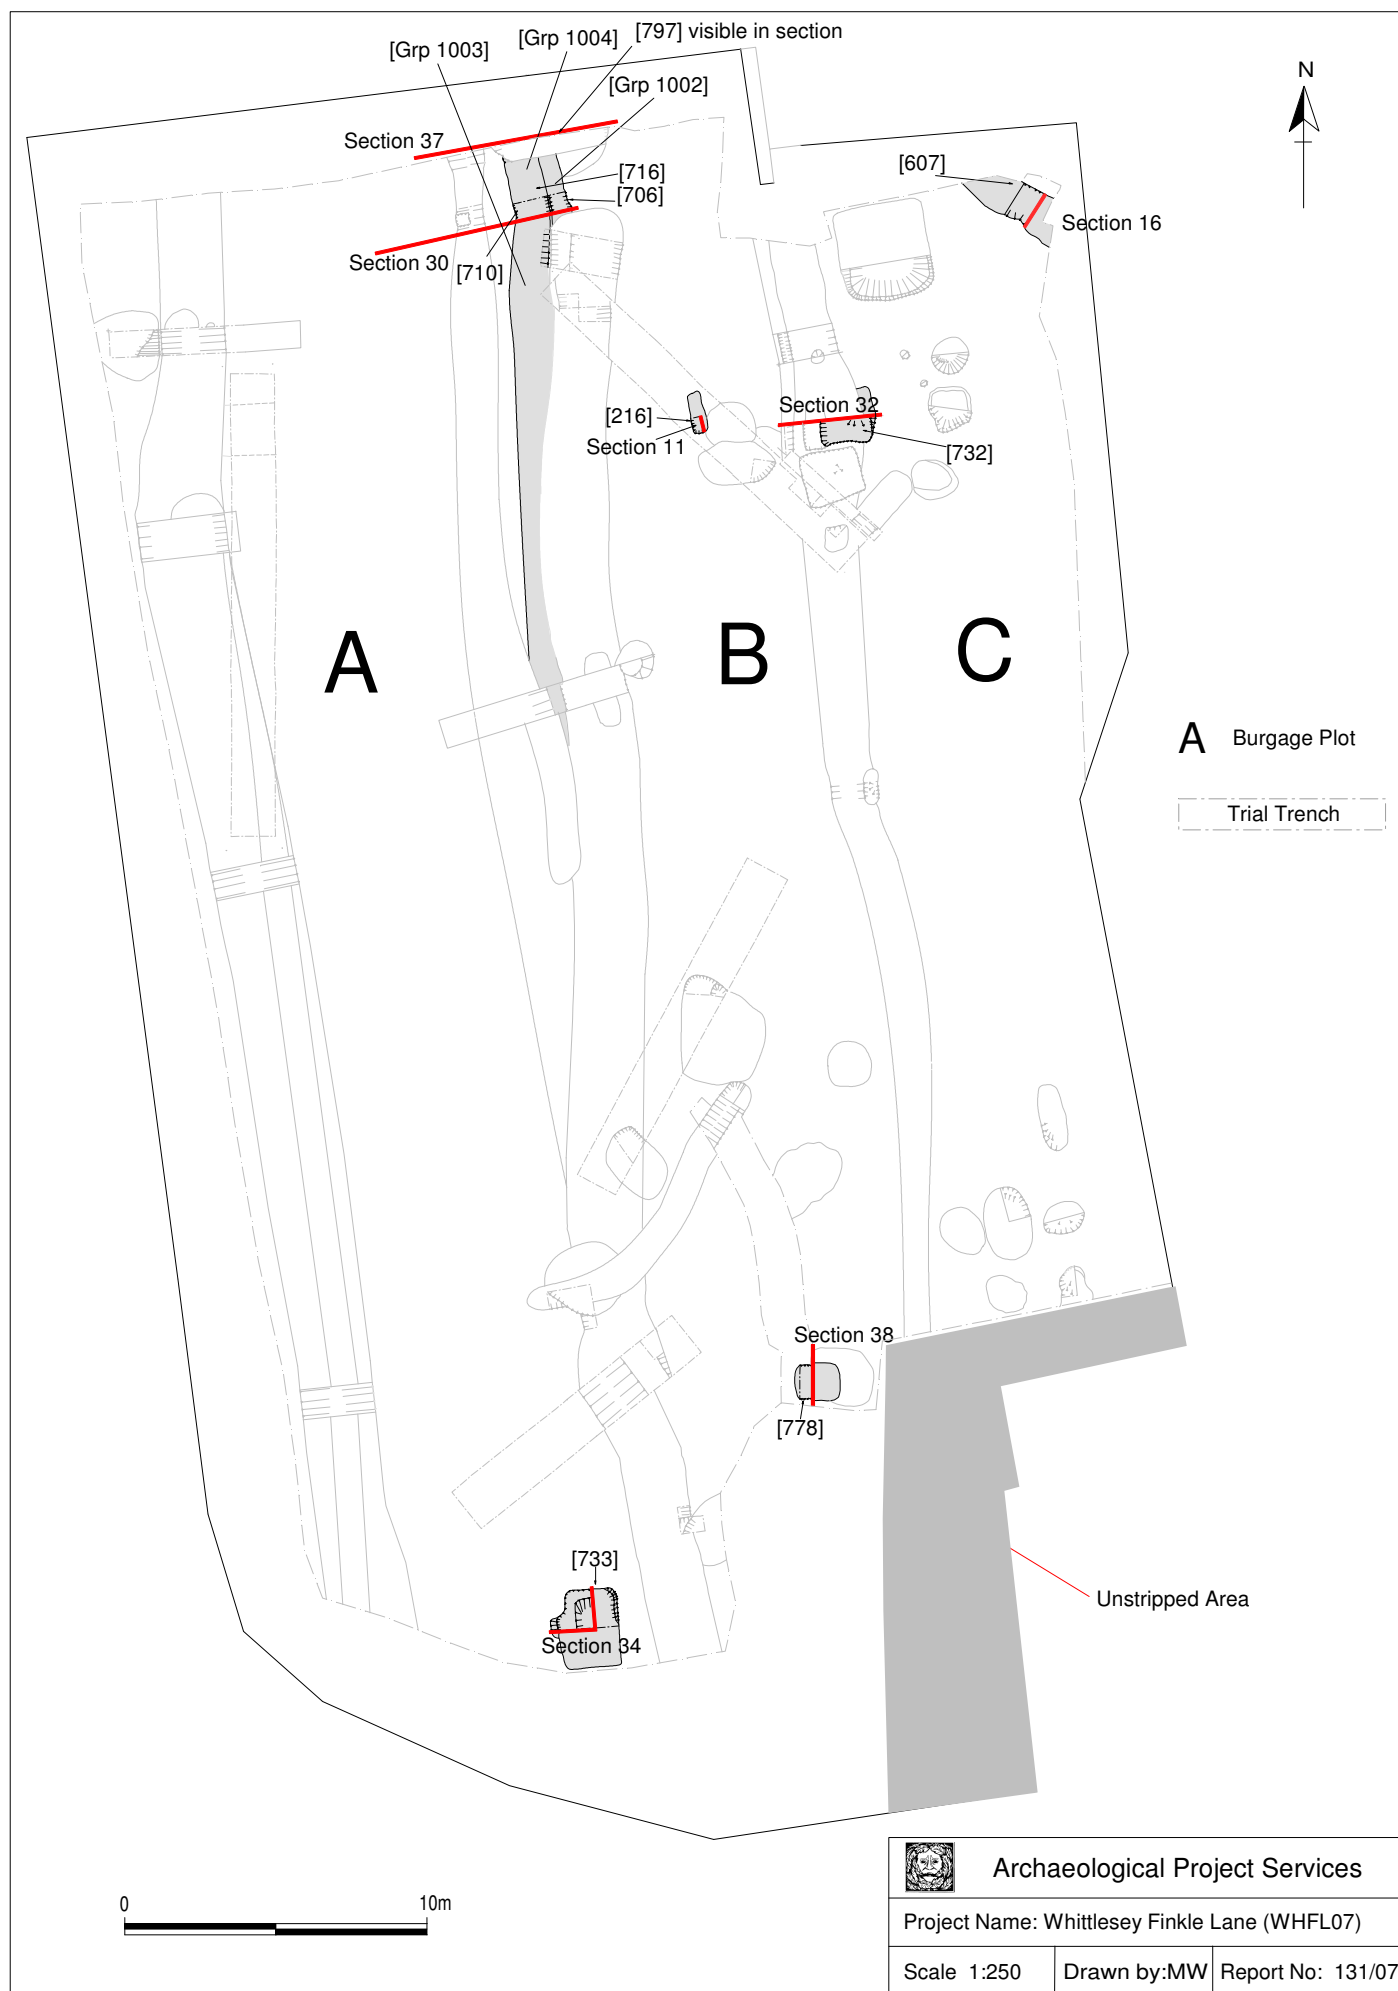 [797] visible in section
[Grp 1004]
[Grp 1003]
[Grp 1002]
N
Section 37
[716]
[607]
[706]
Section 16
Section 30
[710]
Section 32
[216]
Section 11
[732]
A
B
C
A Burgage Plot
Trial Trench
Section 38
[778]
[733]
Unstripped Area
Section 34
Archaeological Project Services
0 10m
Project Name: Whittlesey Finkle Lane (WHFL07)
Scale 1:250 Drawn by:MW Report No: 131/07